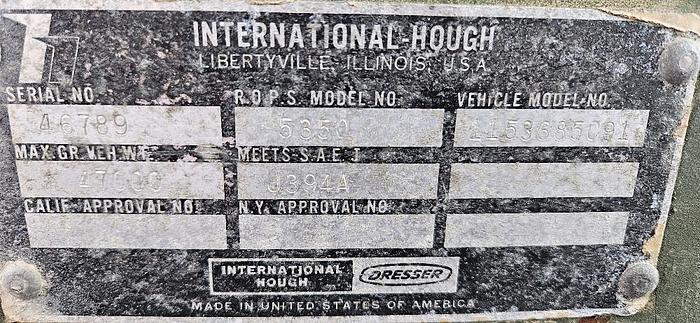 INTERNATIONAL-HOUGH
LIBERTYVILLE, ILLINOIS, U.S.A.
SERIAL NO. R.O.P.S. MODEL NO. VEHICLE MODEL-NO.
46789 5350 1153685C91
MAX. GR. VEH. WT. MEETS S.A.E.
J394A
CALIF. APPROVAL NO. N.Y. APPROVAL NO.
INTERNATIONAL HOUGH DRESSER
MADE IN UNITED STATES OF AMERICA